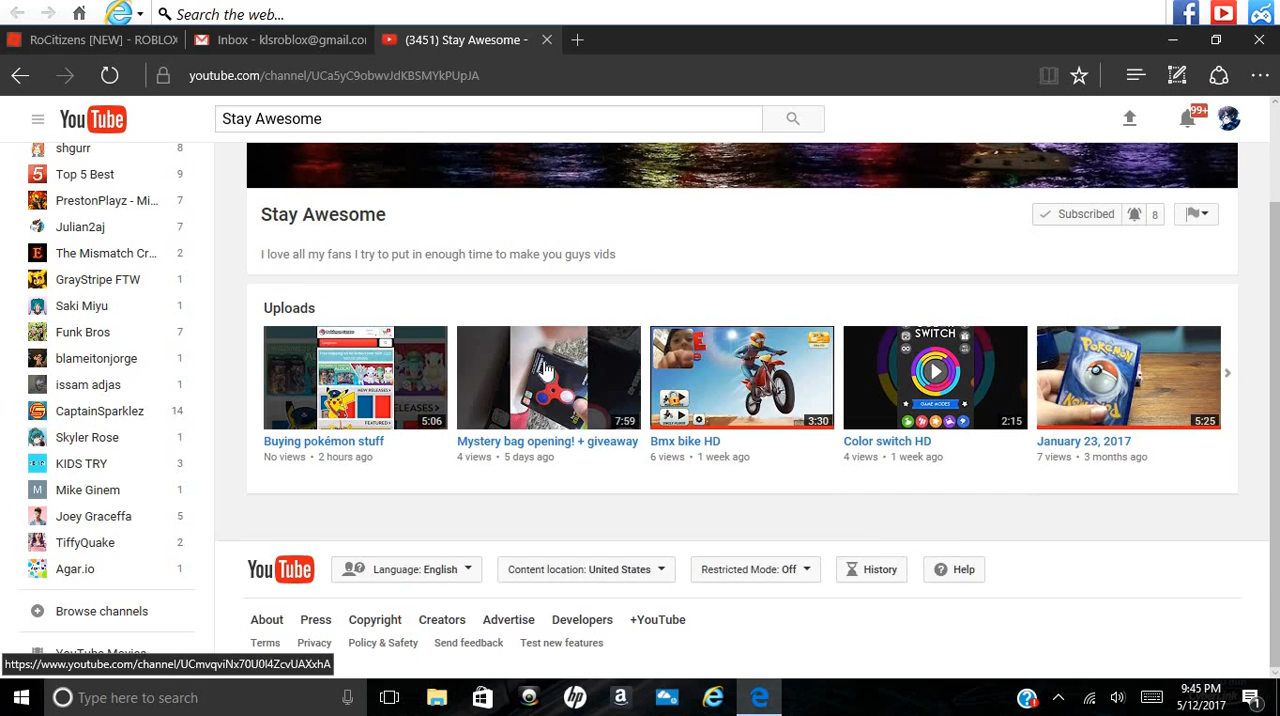 Search the web...
RoCitizens [NEW] - ROBLOX
Inbox - klsroblox@gmail.co
(3451) Stay Awesome -
youtube.com/channel/UCa5yC9obwvJdKBSMYkPUpJA
YouTube
Stay Awesome
99+
shgurr 8
Top 5 Best 9
PrestonPlayz - Mi... 7
Julian2aj 7
The Mismatch Cr... 2
GrayStripe FTW 1
Saki Miyu 1
Funk Bros 7
blameitonjorge 1
issam adjas 1
CaptainSparklez 14
Skyler Rose 1
KIDS TRY 3
Mike Ginem 1
Joey Graceffa 5
TiffyQuake 2
Agar.io 1
Browse channels
https://www.youtube.com/channel/UCmvqviNx70U0l4ZcvUAXxhA
Stay Awesome
Subscribed 8
I love all my fans I try to put in enough time to make you guys vids
Uploads
5:06
Buying pokémon stuff
No views • 2 hours ago
7:59
Mystery bag opening! + giveaway
4 views • 5 days ago
3:30
Bmx bike HD
6 views • 1 week ago
SWITCH
GAME MODES
2:15
Color switch HD
4 views • 1 week ago
POKéMON
5:25
January 23, 2017
7 views • 3 months ago
YouTube
Language: English
Content location: United States
Restricted Mode: Off
History
Help
About Press Copyright Creators Advertise Developers +YouTube
Terms Privacy Policy & Safety Send feedback Test new features
Type here to search
9:45 PM
5/12/2017